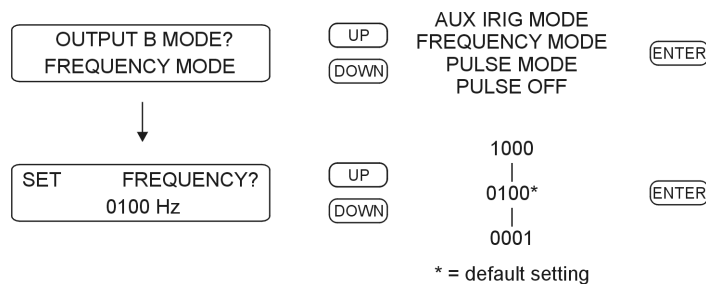 OUTPUT B MODE?
FREQUENCY MODE
UP
DOWN
AUX IRIG MODE
FREQUENCY MODE
PULSE MODE
PULSE OFF
ENTER
SET FREQUENCY?
0100 Hz
UP
DOWN
1000
0100*
0001
ENTER
* = default setting